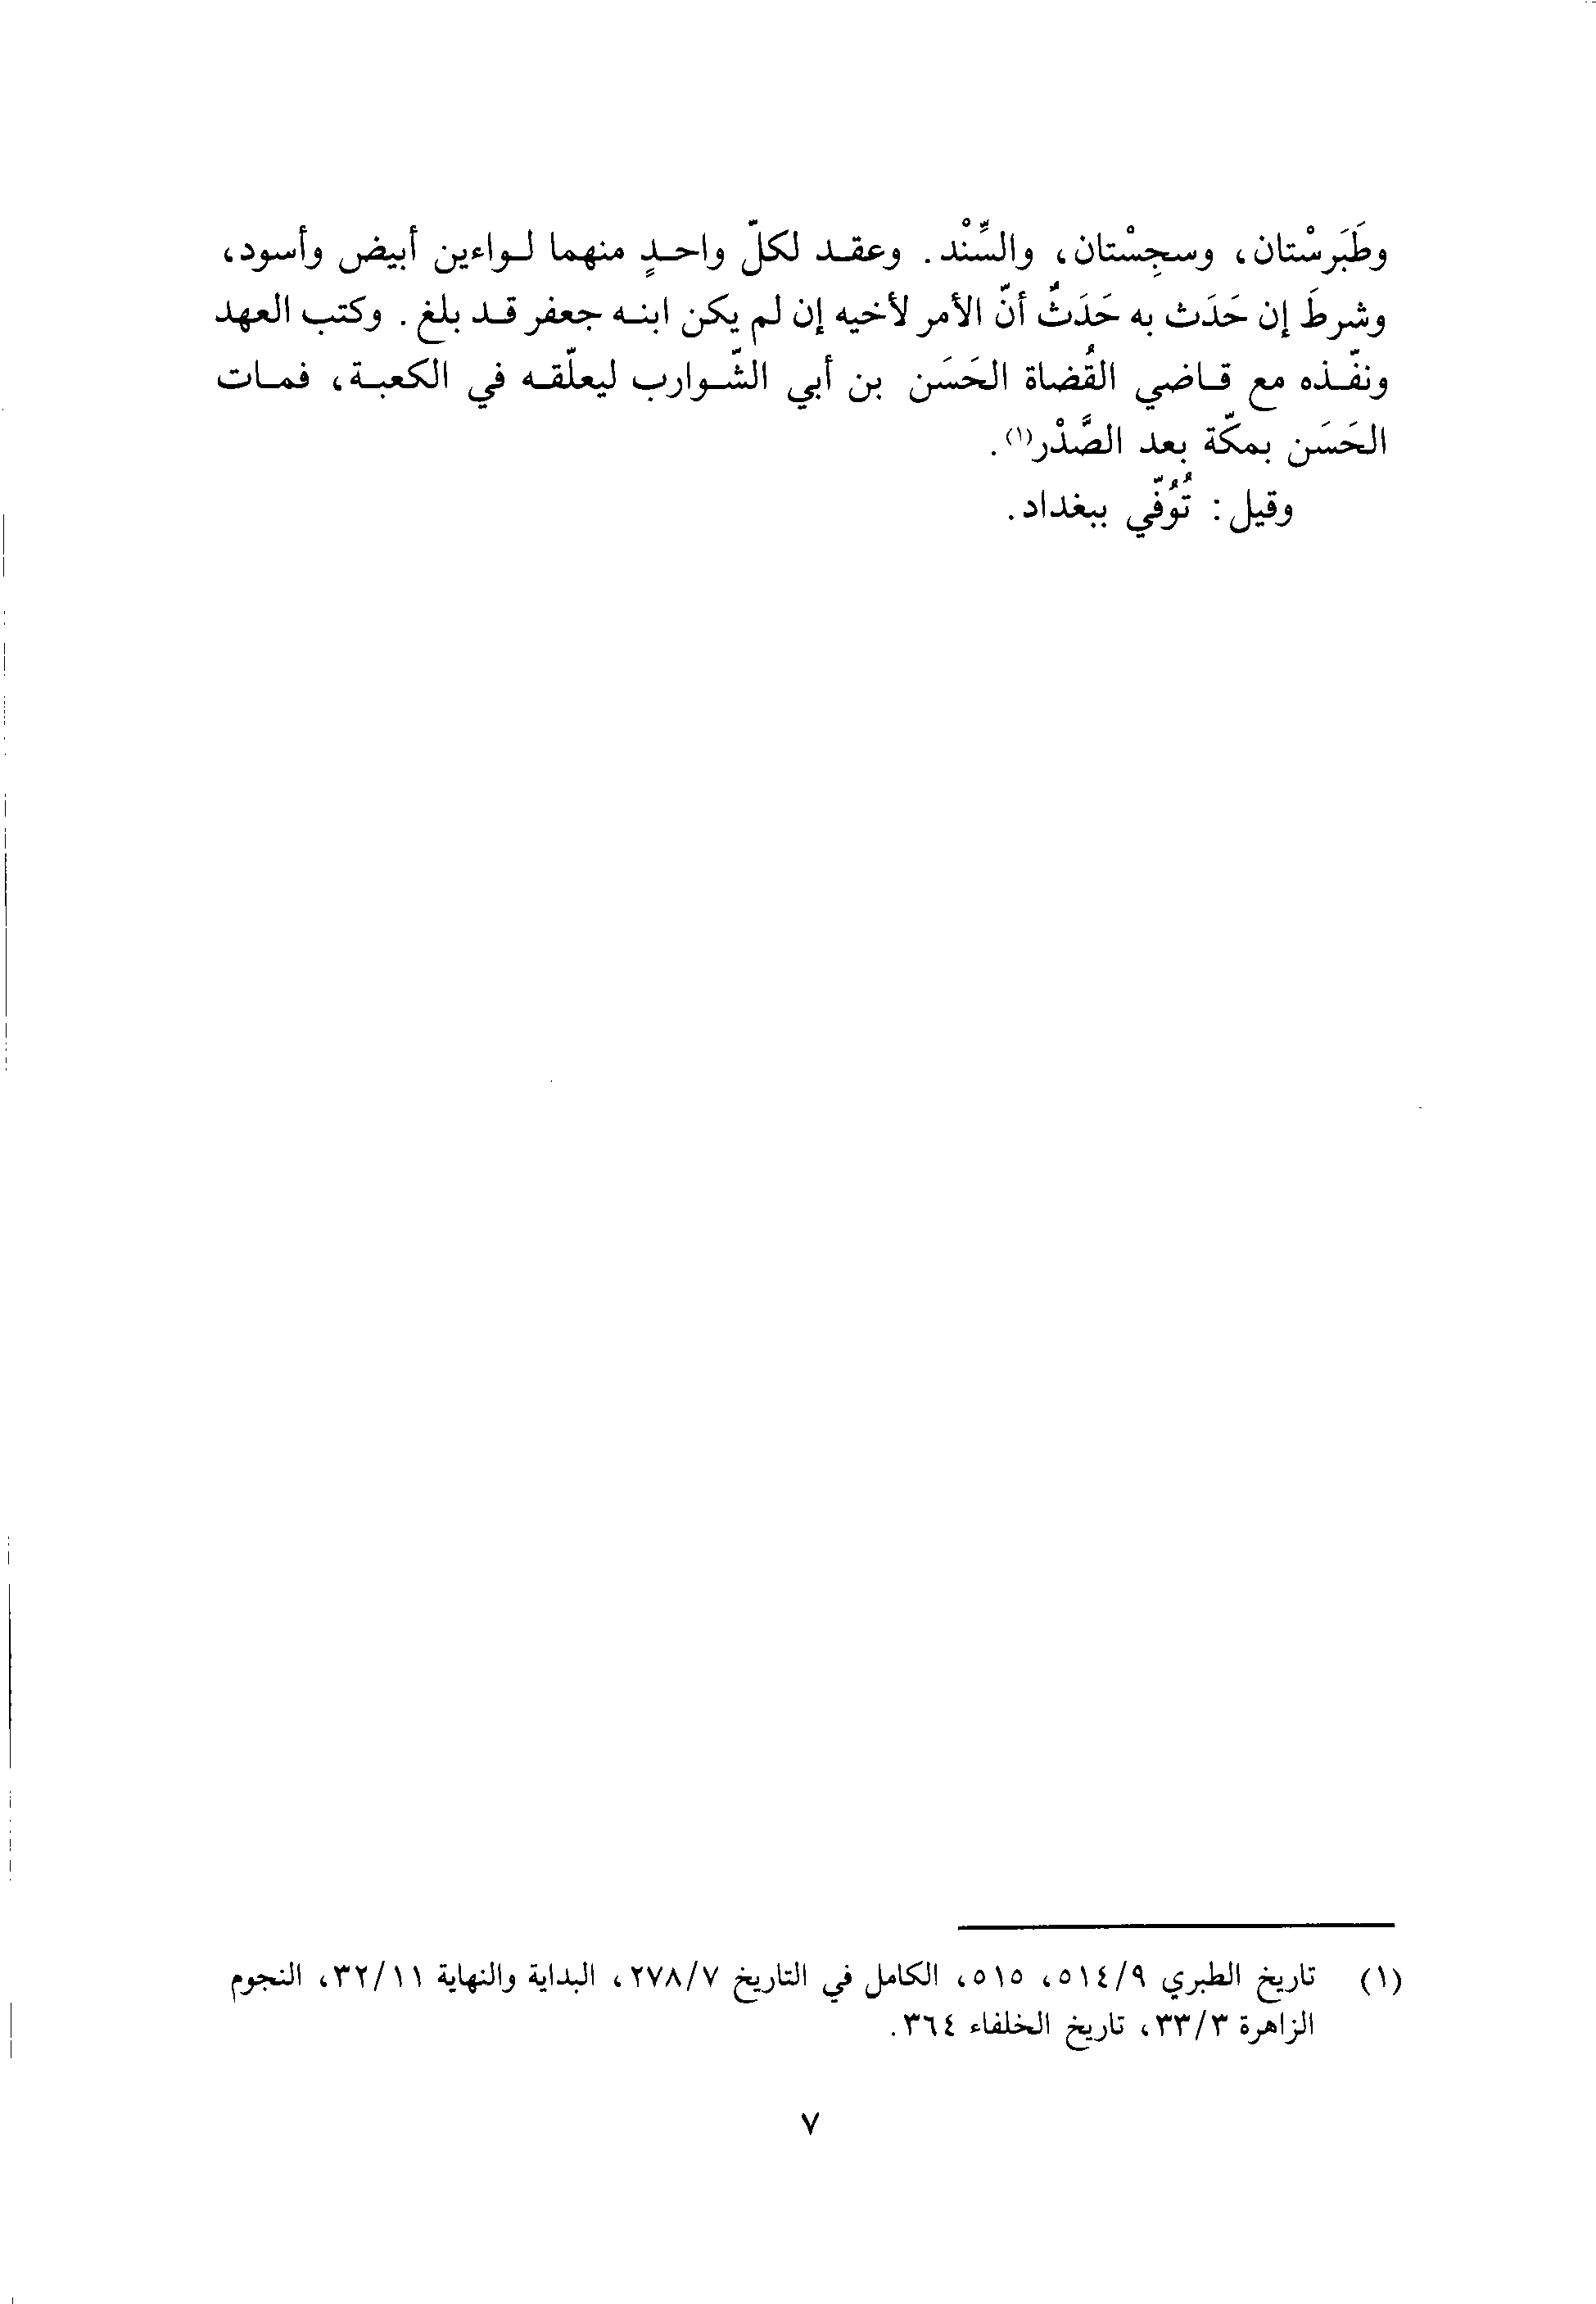 وطَبَرسْتان، وسجِسْتان، والسِّنْد. وعقد لكلّ واحدٍ منهما لواءين أبيض وأسود،
وشرطَ إن حَدَث به حَدَثٌ أنّ الأمر لأخيه إن لم يكن ابنه جعفر قد بلغ. وكتب العهد
ونفّذه مع قاضي القُضاة الحَسَن بن أبي الشّوارب ليعلّقه في الكعبة، فمات
الحَسَن بمكّة بعد الصَّدْر(١).
وقيل: تُوُفّي ببغداد.
(١) تاريخ الطبري ٥١٤/٩، ٥١٥، الكامل في التاريخ ٢٧٨/٧، البداية والنهاية ٣٢/١١، النجوم
الزاهرة ٣٣/٣، تاريخ الخلفاء ٣٦٤.
٧